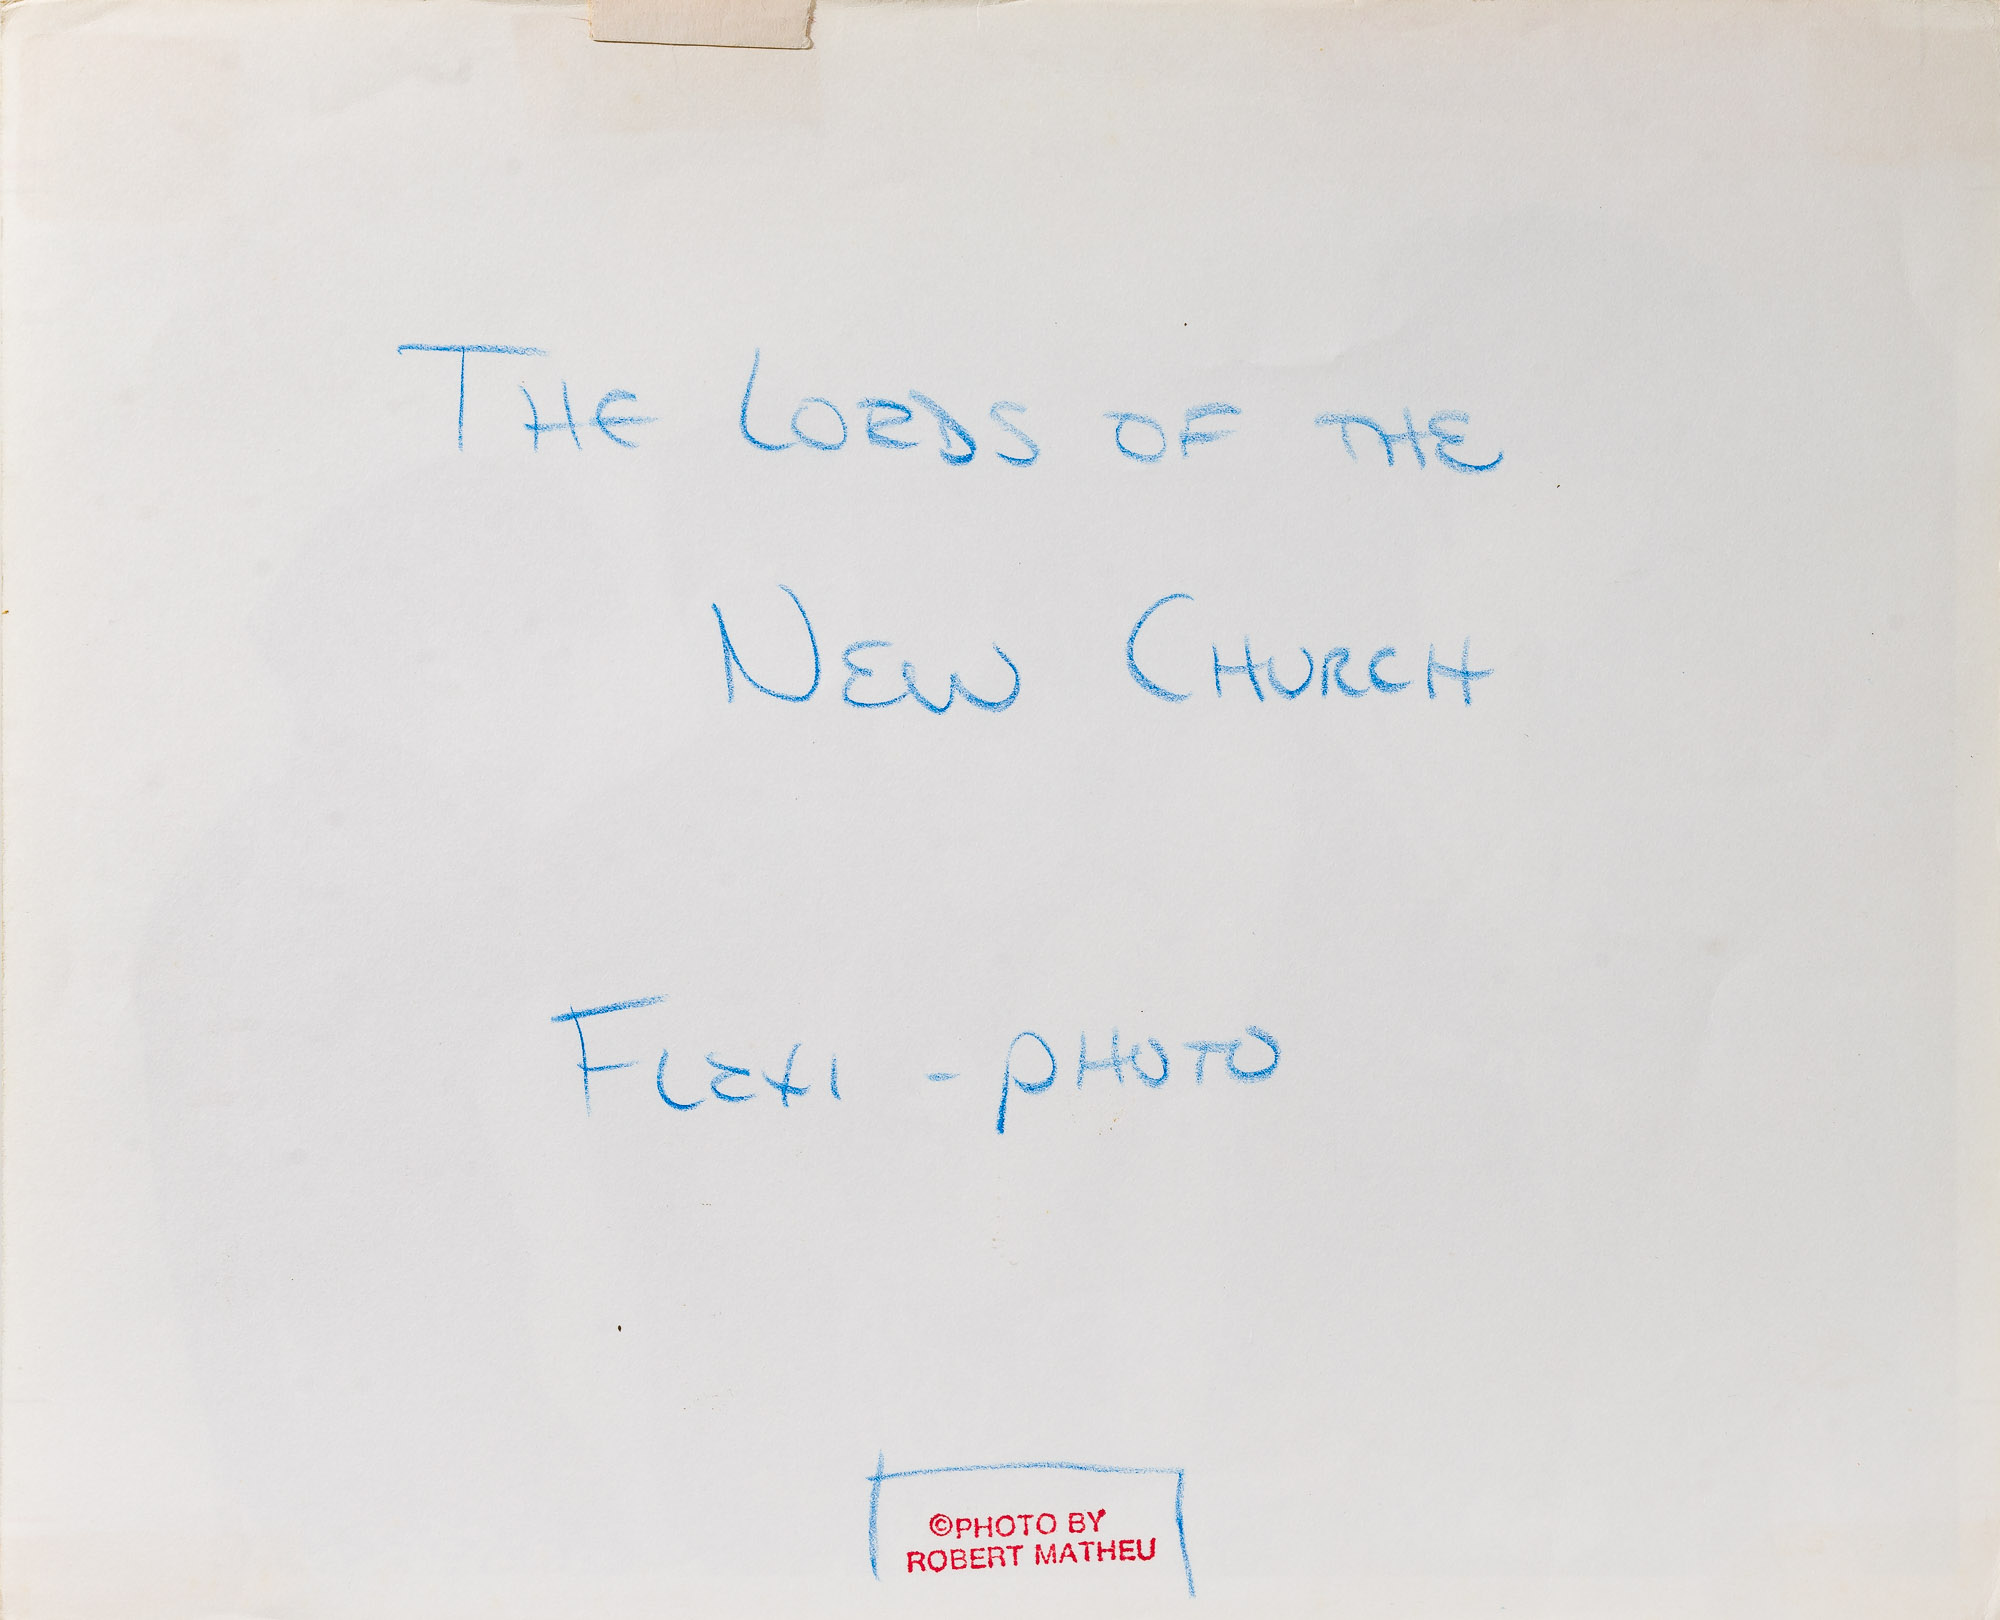 THE LORDS OF THE
NEW CHURCH
FLEXI - PHOTO
©PHOTO BY
ROBERT MATHEU